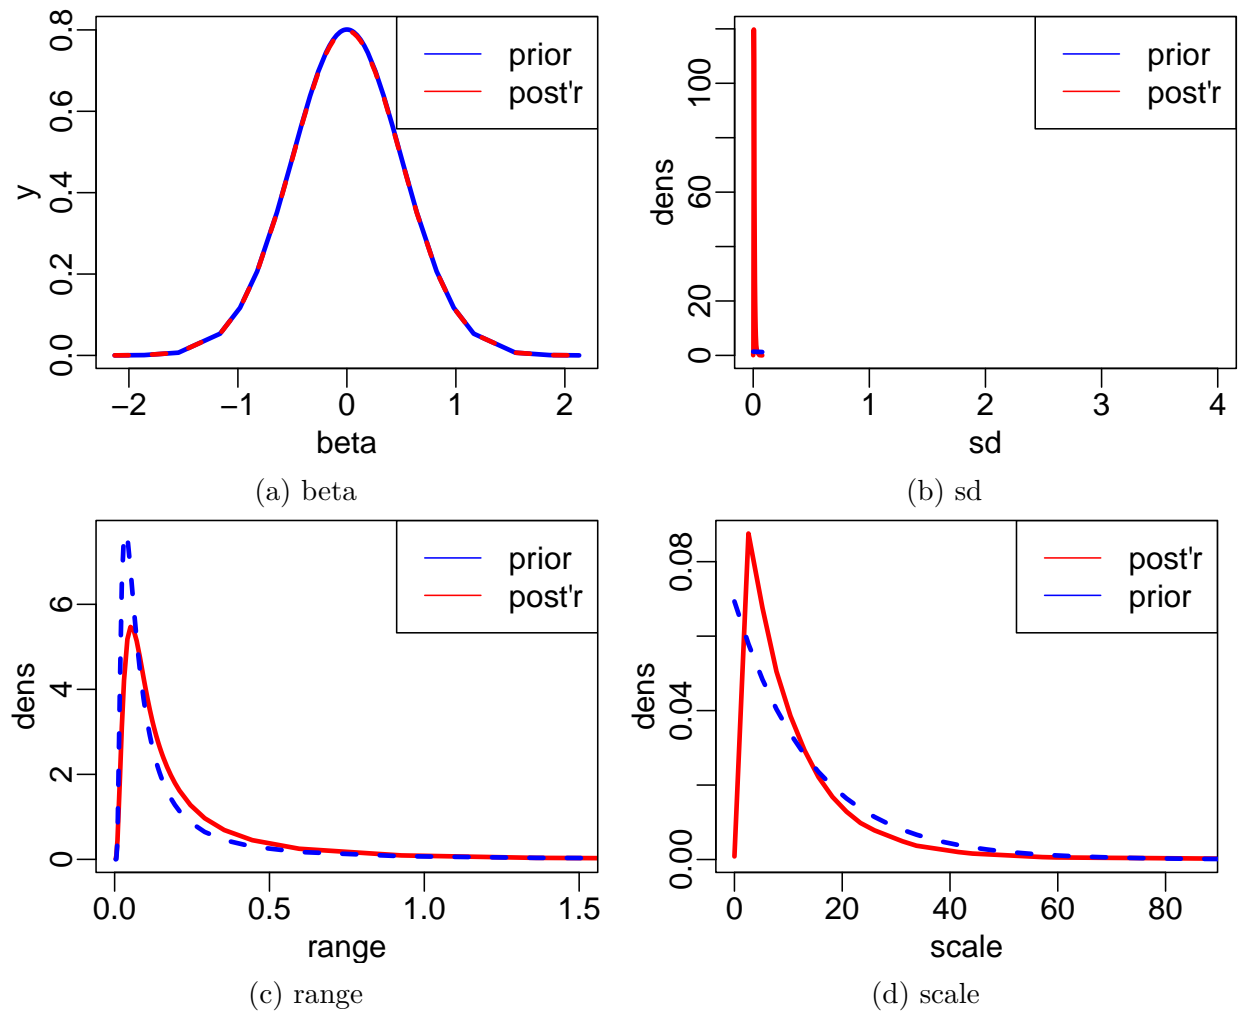 prior
post'r
y
0.0 0.2 0.4 0.6 0.8
−2 −1 0 1 2
beta
(a) beta
prior
post'r
dens
0 20 60 100
0 1 2 3 4
sd
(b) sd
prior
post'r
dens
0 2 4 6
0.0 0.5 1.0 1.5
range
(c) range
post'r
prior
dens
0.00 0.04 0.08
0 20 40 60 80
scale
(d) scale